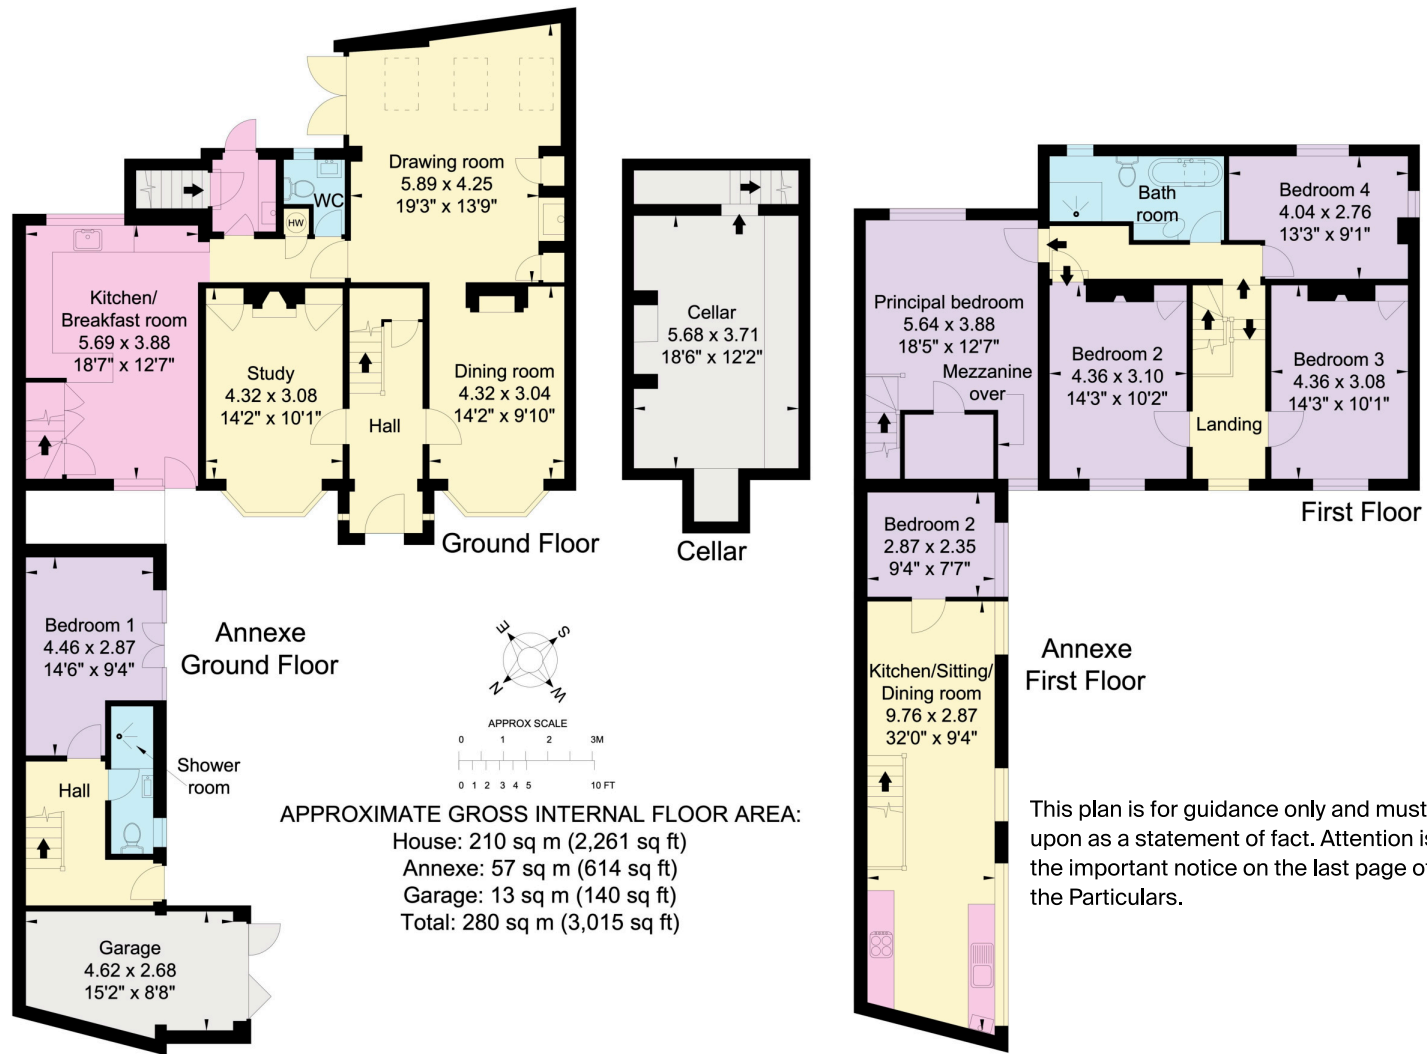 Drawing room
5.89 x 4.25
19'3" x 13'9"
WC
HW
Kitchen/
Breakfast room
5.69 x 3.88
18'7" x 12'7"
Study
4.32 x 3.08
14'2" x 10'1"
Hall
Dining room
4.32 x 3.04
14'2" x 9'10"
Ground Floor
Cellar
5.68 x 3.71
18'6" x 12'2"
Cellar
Bath
room
Bedroom 4
4.04 x 2.76
13'3" x 9'1"
Principal bedroom
5.64 x 3.88
18'5" x 12'7"
Mezzanine
over
Bedroom 2
4.36 x 3.10
14'3" x 10'2"
Landing
Bedroom 3
4.36 x 3.08
14'3" x 10'1"
First Floor
Bedroom 1
4.46 x 2.87
14'6" x 9'4"
Annexe
Ground Floor
Shower
room
Hall
Garage
4.62 x 2.68
15'2" x 8'8"
E
S
N
W
APPROX SCALE
0 1 2 3M
0 1 2 3 4 5 10 FT
APPROXIMATE GROSS INTERNAL FLOOR AREA:
House: 210 sq m (2,261 sq ft)
Annexe: 57 sq m (614 sq ft)
Garage: 13 sq m (140 sq ft)
Total: 280 sq m (3,015 sq ft)
Bedroom 2
2.87 x 2.35
9'4" x 7'7"
Kitchen/Sitting/
Dining room
9.76 x 2.87
32'0" x 9'4"
Annexe
First Floor
This plan is for guidance only and must
upon as a statement of fact. Attention is
the important notice on the last page of
the Particulars.